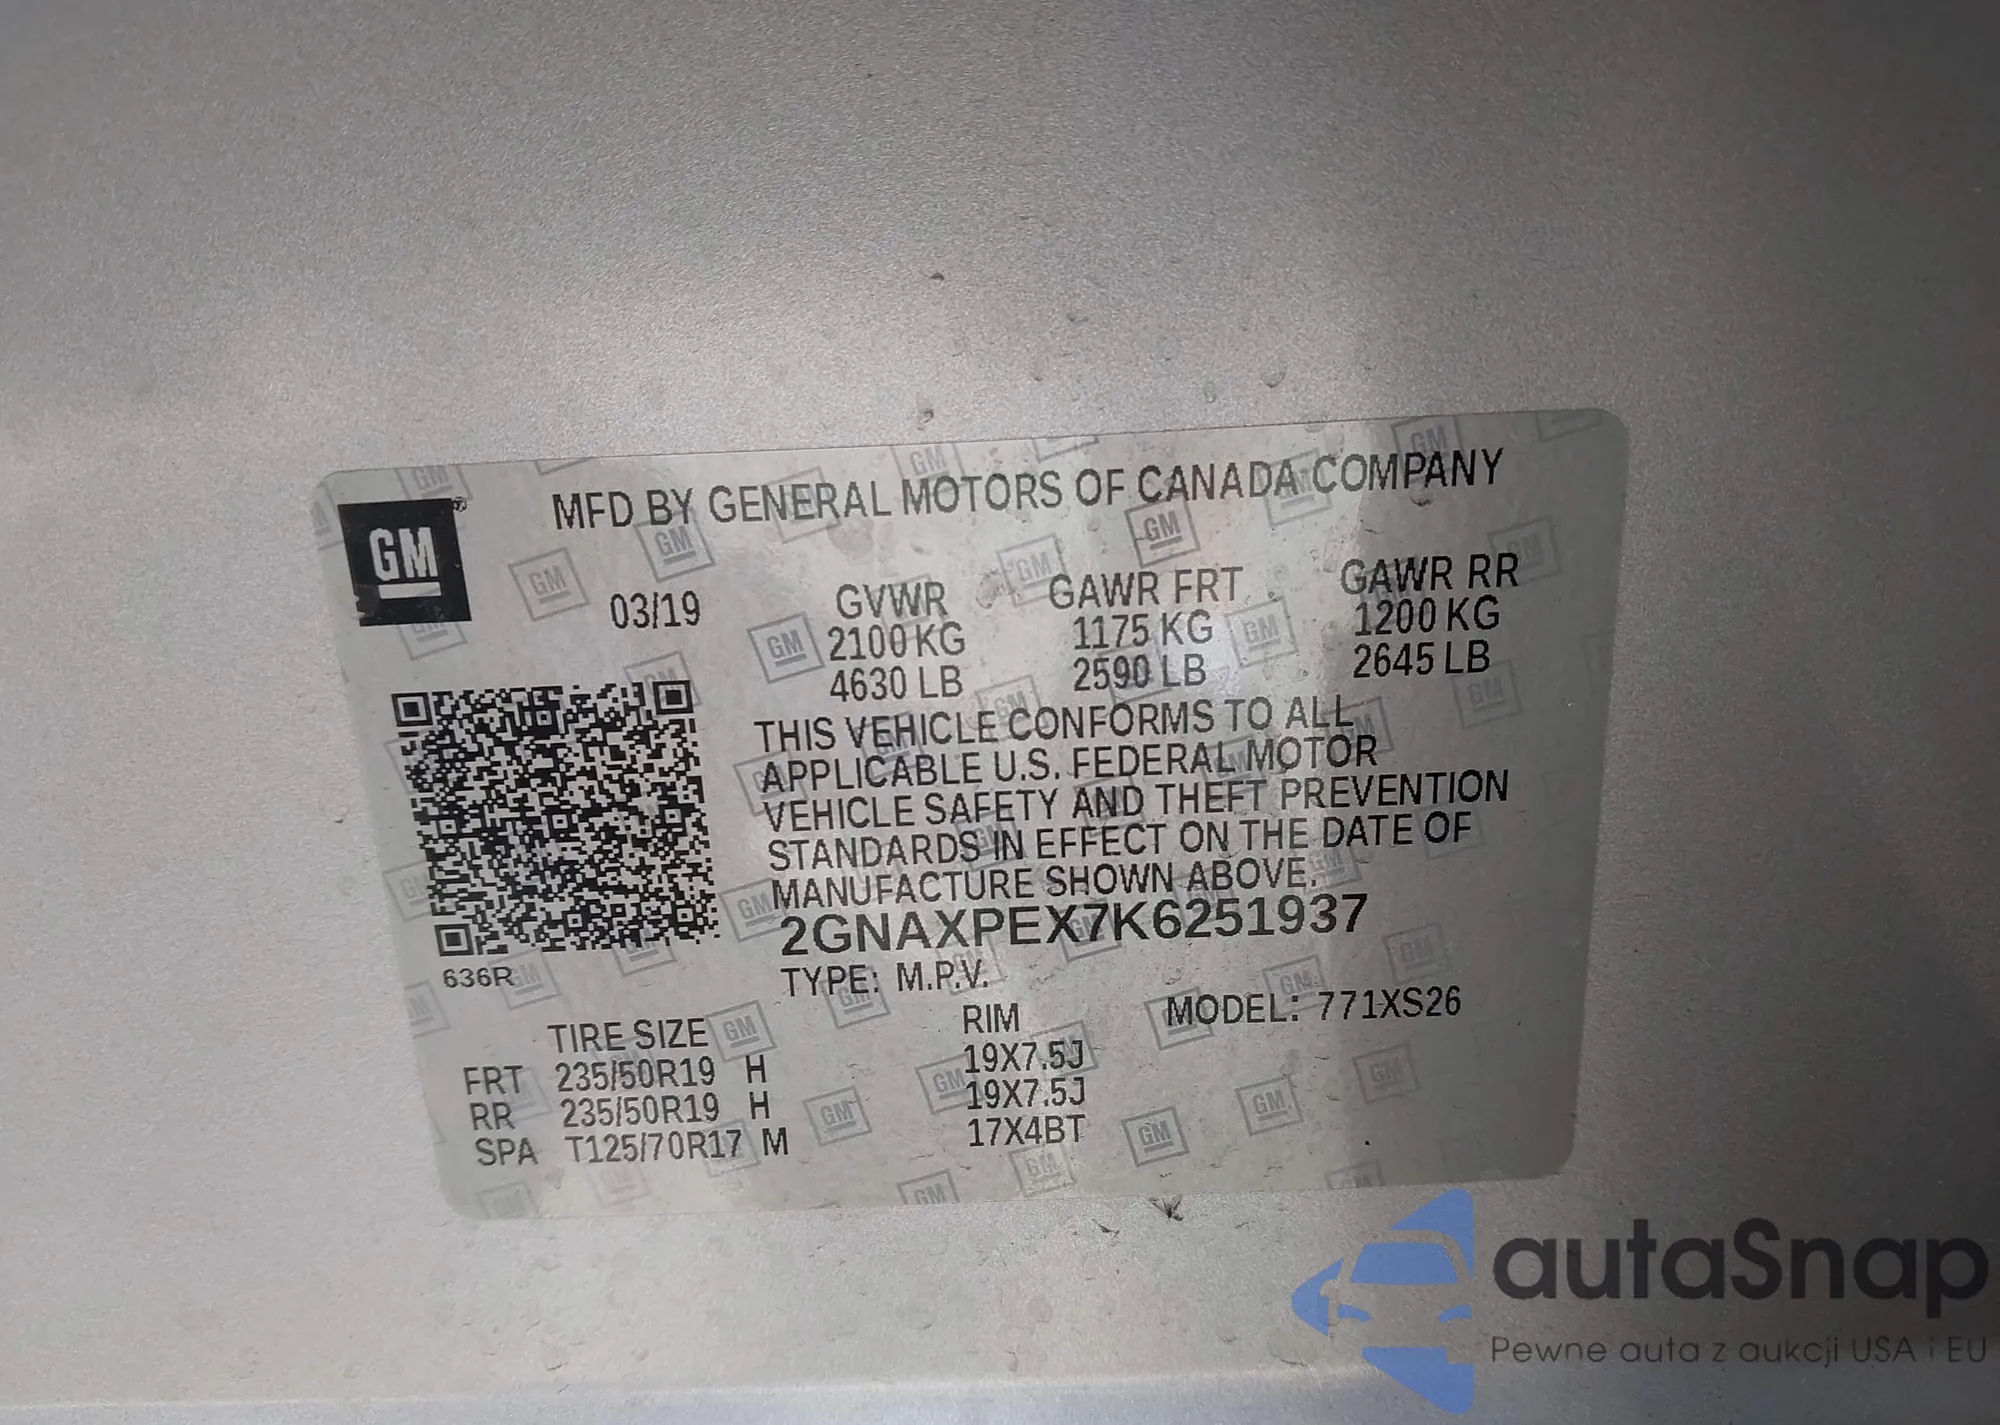 GM
MFD BY GENERAL MOTORS OF CANADA COMPANY
03/19
GVWR GAWR FRT GAWR RR
2100 KG 1175 KG 1200 KG
4630 LB 2590 LB 2645 LB
THIS VEHICLE CONFORMS TO ALL
APPLICABLE U.S. FEDERAL MOTOR
VEHICLE SAFETY AND THEFT PREVENTION
STANDARDS IN EFFECT ON THE DATE OF
MANUFACTURE SHOWN ABOVE.
2GNAXPEX7K6251937
636R
TYPE: M.P.V.
MODEL: 771XS26
TIRE SIZE RIM
FRT 235/50R19 H 19X7.5J
RR 235/50R19 H 19X7.5J
SPA T125/70R17 M 17X4BT
autaSnap
Pewne auta z aukcji USA i EU